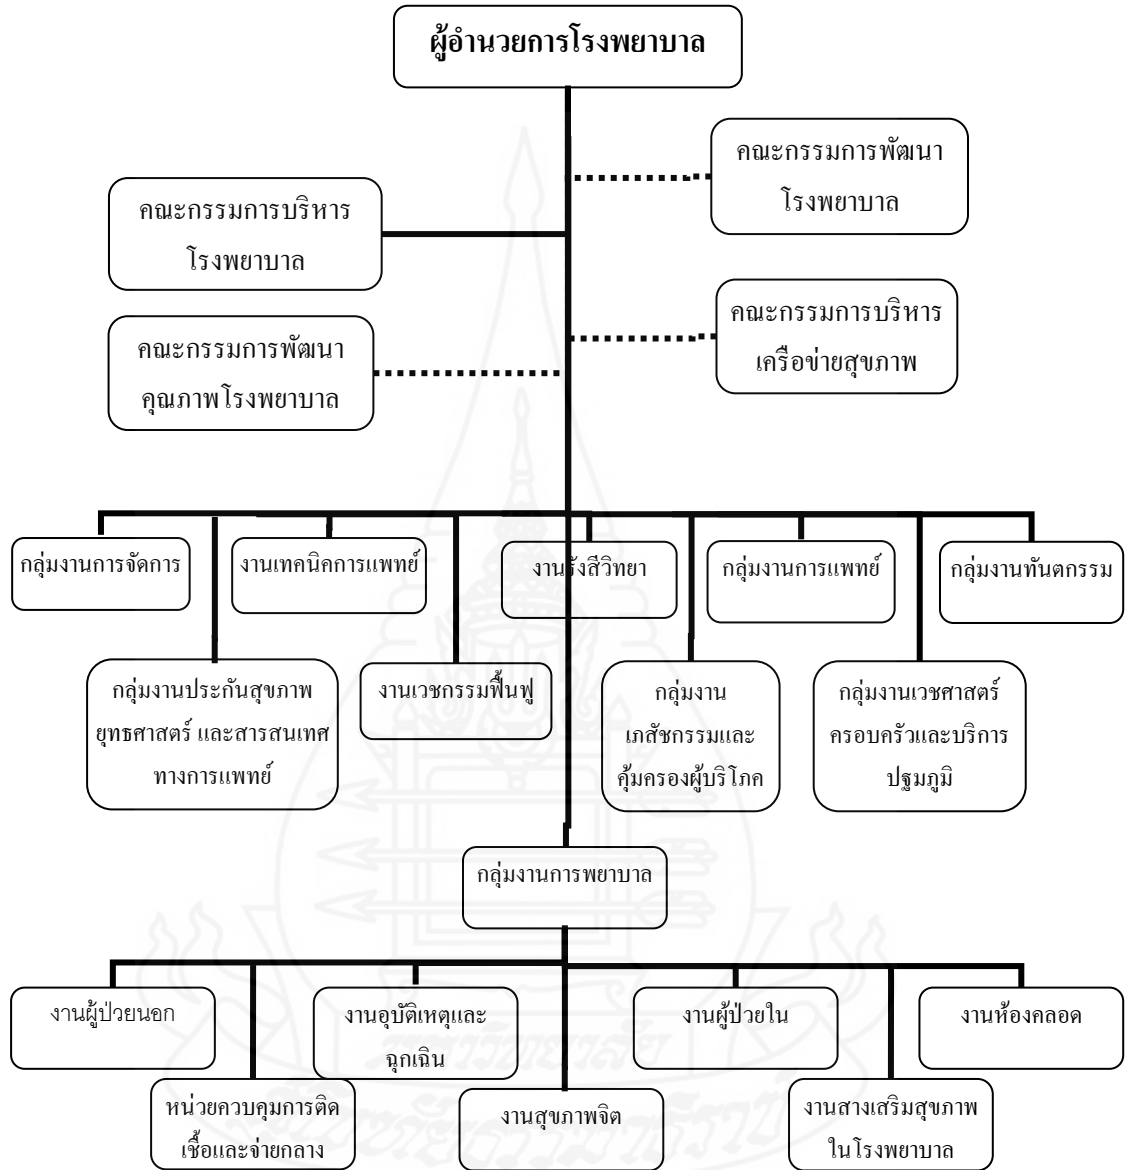 ผู้อำนวยการโรงพยาบาล
คณะกรรมการพัฒนา
โรงพยาบาล
คณะกรรมการบริหาร
โรงพยาบาล
คณะกรรมการบริหาร
เครือข่ายสุขภาพ
คณะกรรมการพัฒนา
คุณภาพโรงพยาบาล
กลุ่มงานการจัดการ
งานเทคนิคการแพทย์
งานรังสีวิทยา
กลุ่มงานการแพทย์
กลุ่มงานทันตกรรม
กลุ่มงานประกันสุขภาพ
ยุทธศาสตร์ และสารสนเทศ
ทางการแพทย์
งานเวชกรรมฟื้นฟู
กลุ่มงาน
เภสัชกรรมและ
คุ้มครองผู้บริโภค
กลุ่มงานเวชศาสตร์
ครอบครัวและบริการ
ปฐมภูมิ
กลุ่มงานการพยาบาล
งานผู้ป่วยนอก
งานอุบัติเหตุและ
ฉุกเฉิน
งานผู้ป่วยใน
งานห้องคลอด
หน่วยควบคุมการติด
เชื้อและจ่ายกลาง
งานสุขภาพจิต
งานสางเสริมสุขภาพ
ในโรงพยาบาล